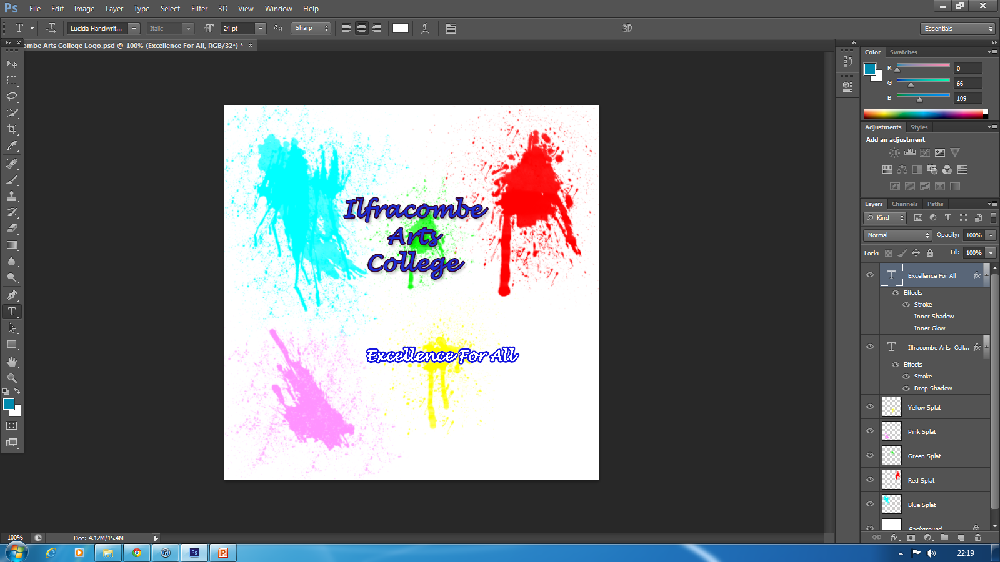 Ps File Edit Image Layer Type Select Filter 3D View Window Help
T Lucida Handwrit... Italic 24 pt Sharp 3D Essentials
ombe Arts College Logo.psd @ 100% (Excellence For All, RGB/32*) * ×
Color Swatches
R 0
G 66
B 109
Adjustments Styles
Add an adjustment
Layers Channels Paths
Kind
Normal Opacity: 100%
Lock: Fill: 100%
Excellence For All fx
Effects
Stroke
Inner Shadow
Inner Glow
Ilfracombe Arts Coll... fx
Effects
Stroke
Drop Shadow
Yellow Splat
Pink Splat
Green Splat
Red Splat
Blue Splat
Background
Ilfracombe
Arts
College
Excellence For All
100% Doc: 4.12M/15.4M
Ps 22:19